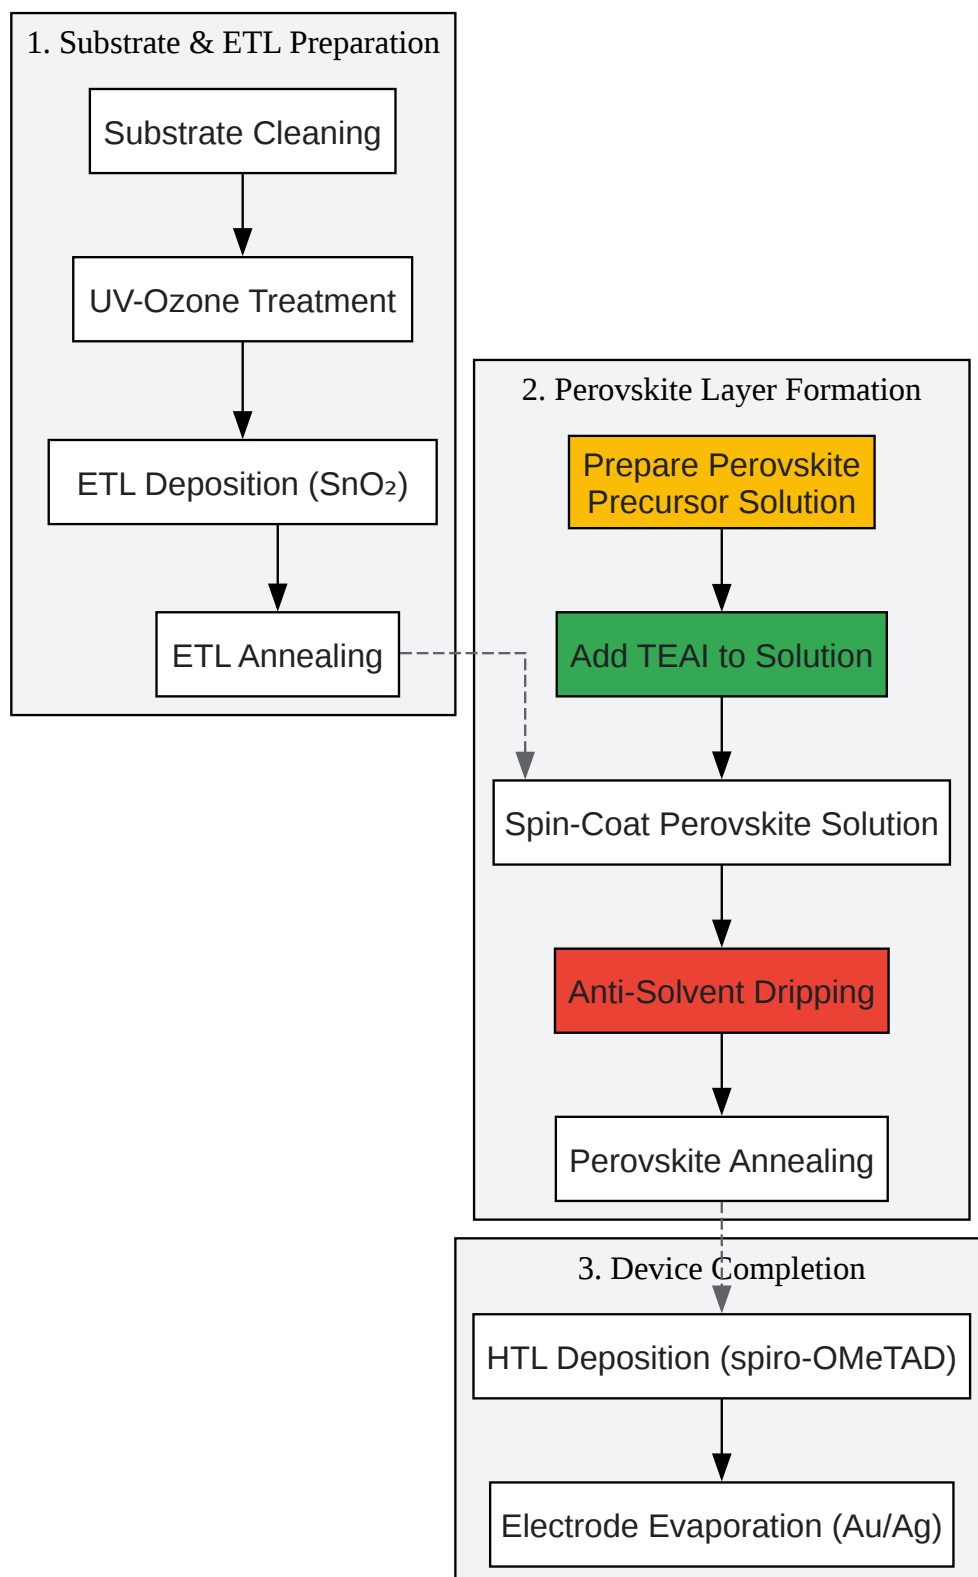 1. Substrate & ETL Preparation
Substrate Cleaning
UV-Ozone Treatment
ETL Deposition (SnO₂)
ETL Annealing
2. Perovskite Layer Formation
Prepare Perovskite
Precursor Solution
Add TEAI to Solution
Spin-Coat Perovskite Solution
Anti-Solvent Dripping
Perovskite Annealing
3. Device Completion
HTL Deposition (spiro-OMeTAD)
Electrode Evaporation (Au/Ag)